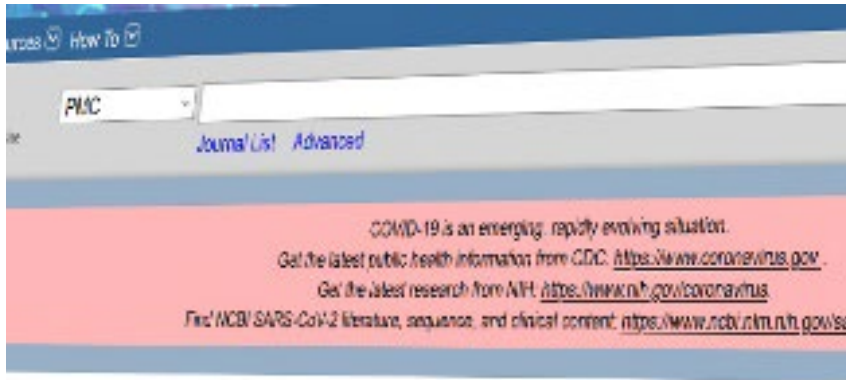 How To
PMC
Journal List Advanced
COVID-19 is an emerging, rapidly evolving situation.
Get the latest public health information from CDC: https://www.coronavirus.gov .
Get the latest research from NIH: https://www.nih.gov/coronavirus.
Find NCBI SARS-CoV-2 literature, sequence, and clinical content: https://www.ncbi.nlm.nih.gov/sa